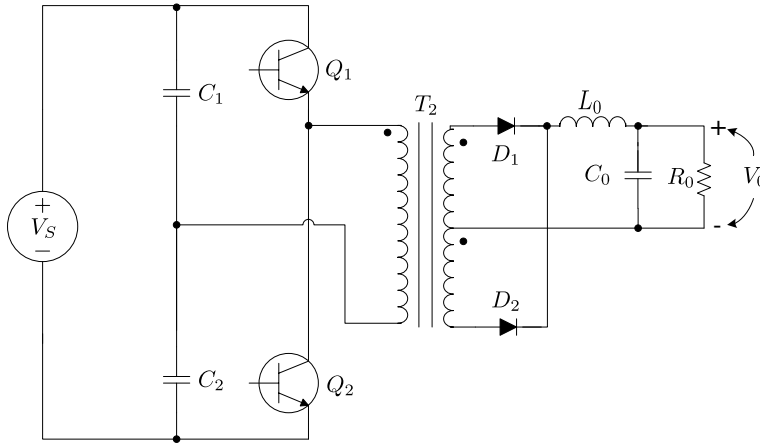 Q₁
C₁
T₂
L₀
+
D₁
C₀
R₀
V₀
+
V_S
−
-
D₂
C₂
Q₂